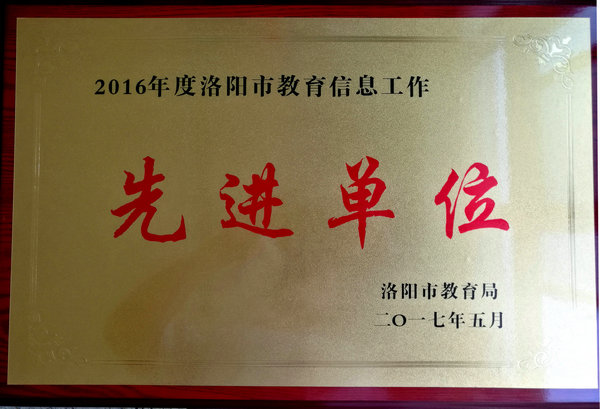 2016年度洛阳市教育信息工作
先进单位
洛阳市教育局
二〇一七年五月